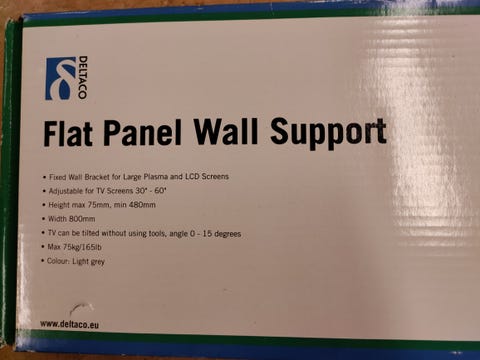 DELTACO
Flat Panel Wall Support
• Fixed Wall Bracket for Large Plasma and LCD Screens
• Adjustable for TV Screens 30" - 60"
• Height max 75mm, min 480mm
• Width 800mm
• TV can be tilted without using tools, angle 0 - 15 degrees
• Max 75kg/165lb
• Colour: Light grey
www.deltaco.eu